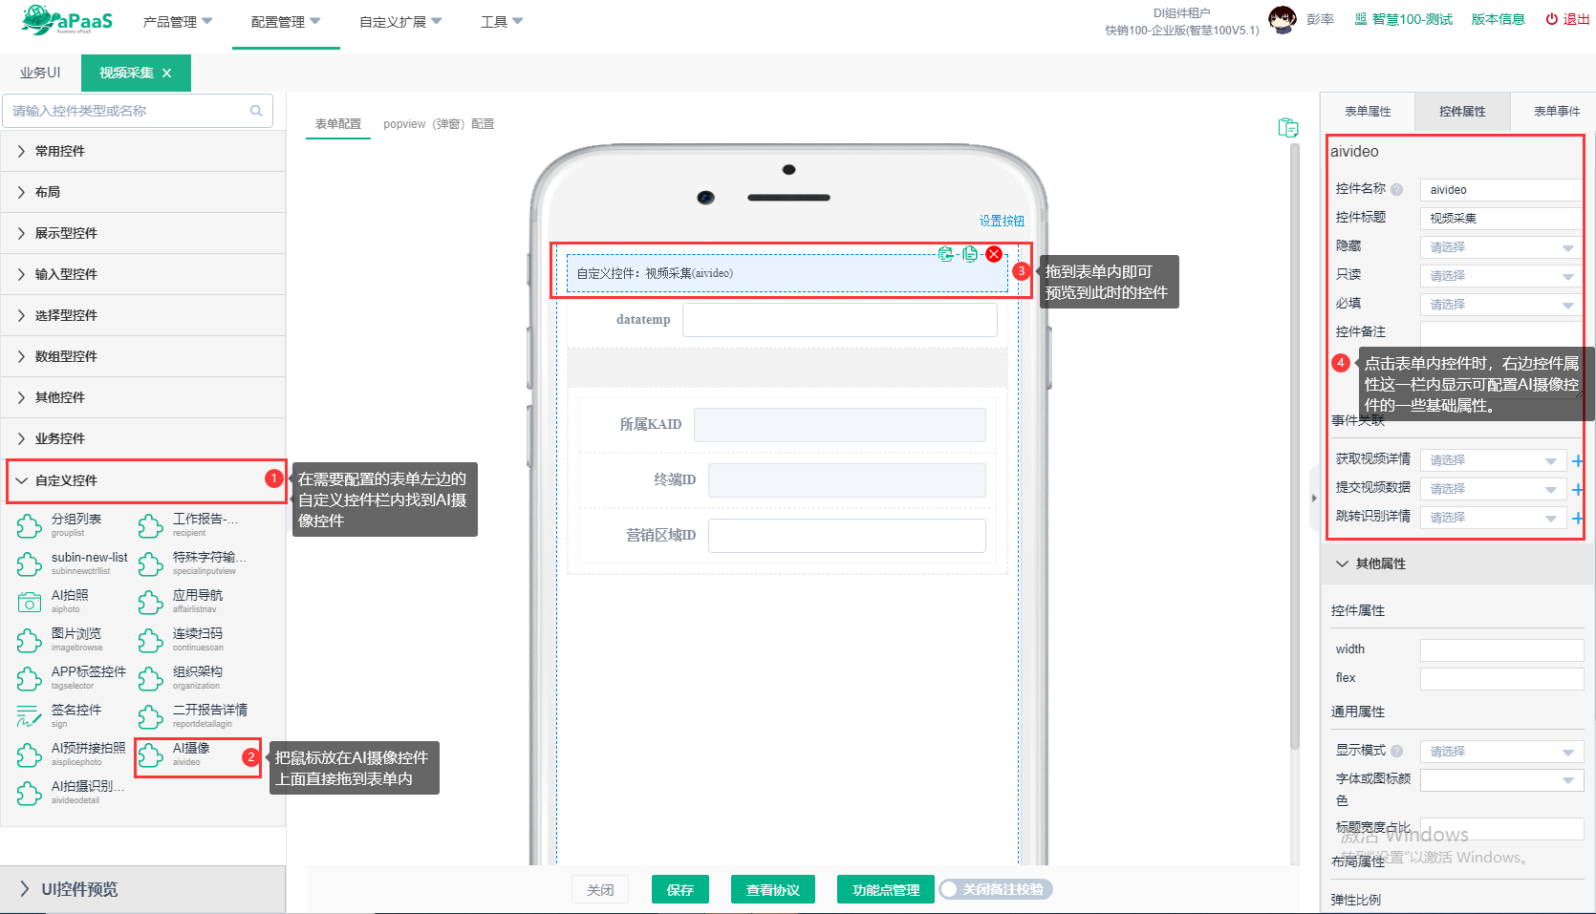 aPaaS
产品管理
配置管理
自定义扩展
工具
DI组件租户
快销100-企业版(智慧100V5.1)
彭率
智慧100-测试
版本信息
退出
业务UI
视频采集 ×
请输入控件类型或名称
常用控件
布局
展示型控件
输入型控件
选择型控件
数组型控件
其他控件
业务控件
自定义控件
1
在需要配置的表单左边的
自定义控件栏内找到AI摄
像控件
分组列表
grouplist
工作报告-...
recipient
subin-new-list
subinnewctrllist
特殊字符输...
specialinputview
AI拍照
aiphoto
应用导航
affairlistnav
图片浏览
imagebrowse
连续扫码
continuescan
APP标签控件
tagselector
组织架构
organization
签名控件
sign
二开报告详情
reportdetailagin
AI预拼接拍照
aisplicephoto
AI摄像
aivideo
2
把鼠标放在AI摄像控件
上面直接拖到表单内
AI拍摄识别...
aivideodetail
UI控件预览
表单配置
popview（弹窗）配置
设置按钮
自定义控件：视频采集(aivideo)
3
拖到表单内即可
预览到此时的控件
datatemp
所属KAID
终端ID
营销区域ID
关闭
保存
查看协议
功能点管理
关闭备注校验
表单属性
控件属性
表单事件
aivideo
控件名称
aivideo
控件标题
视频采集
隐藏
请选择
只读
请选择
必填
请选择
控件备注
4
点击表单内控件时，右边控件属
性这一栏内显示可配置AI摄像控
件的一些基础属性。
事件关联
获取视频详情
请选择
提交视频数据
请选择
跳转识别详情
请选择
其他属性
控件属性
width
flex
通用属性
显示模式
请选择
字体或图标颜
色
标题宽度占比
激活 Windows
转到"设置"以激活 Windows。
布局属性
弹性比例